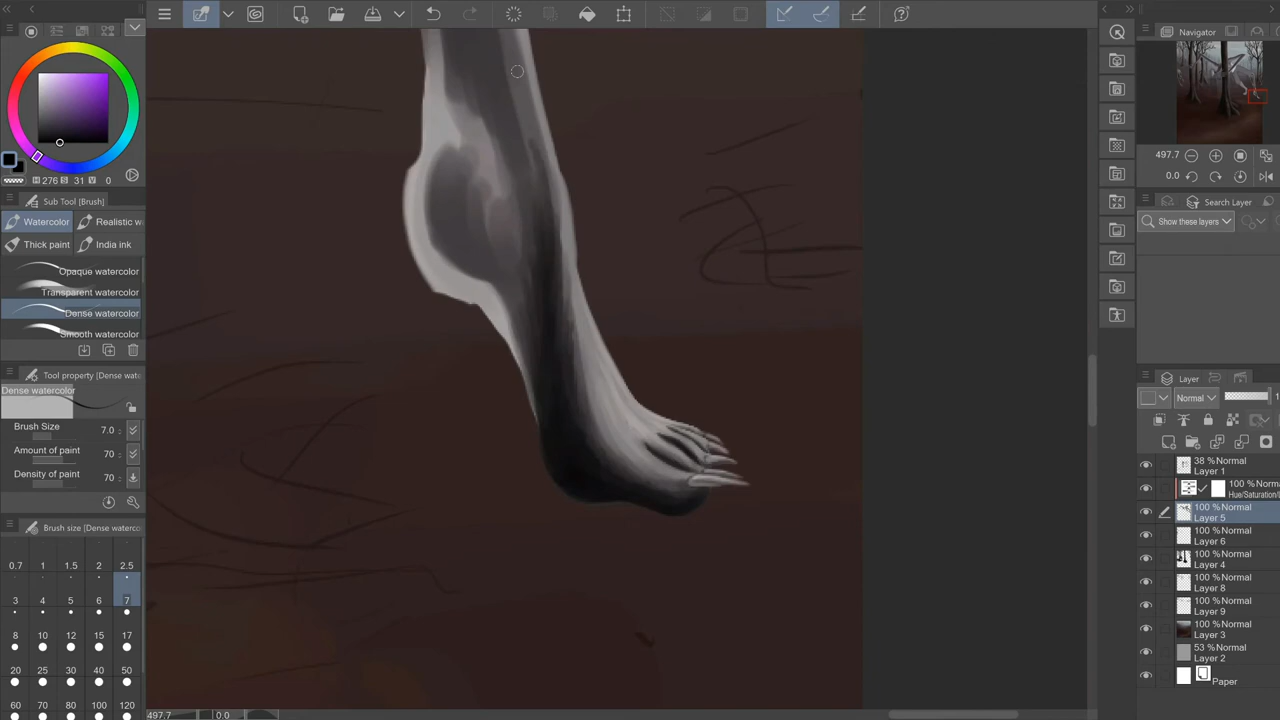 Navigator
497.7
0.0
H 276 S 31 V 0
Sub Tool [Brush]
Watercolor
Realistic w
Thick paint
India ink
Opaque watercolor
Transparent watercolor
Dense watercolor
Smooth watercolor
Tool property [Dense wate
Dense watercolor
Brush Size
7.0
Amount of paint
70
Density of paint
70
Brush size [Dense waterc
0.7 1 1.5 2 2.5
3 4 5 6 7
8 10 12 15 17
20 25 30 40 50
60 70 80 100 120
497.7 0.0
Search Layer
Show these layers
Layer
Normal
1
38 %Normal
Layer 1
100 %Norma
Hue/Saturation/L
100 %Normal
Layer 5
100 %Normal
Layer 6
100 %Normal
Layer 4
100 %Normal
Layer 8
100 %Normal
Layer 9
100 %Normal
Layer 3
53 %Normal
Layer 2
Paper